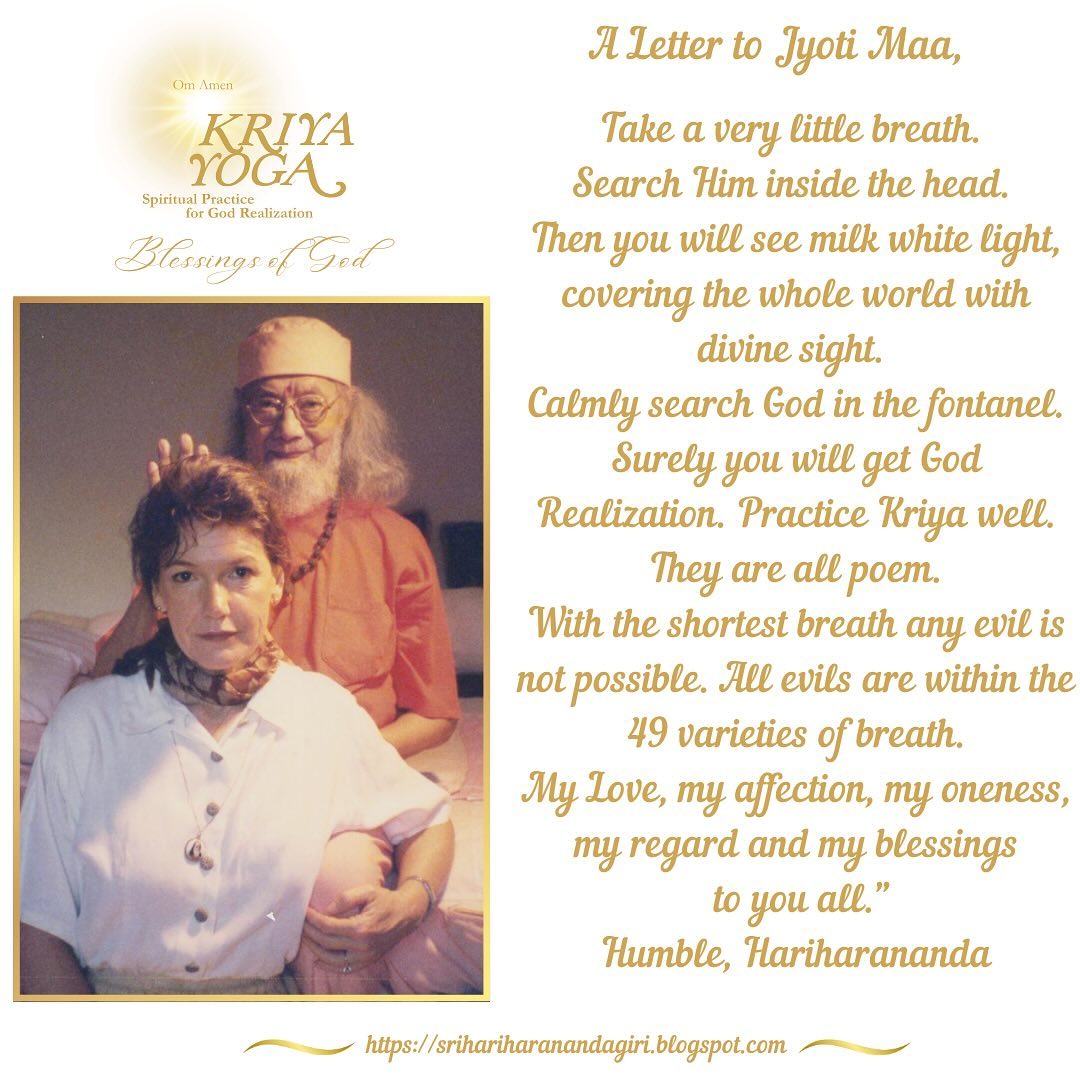 Om Amen
KRIYA
YOGA
Spiritual Practice
for God Realization
Blessings of God
A Letter to Jyoti Maa,
Take a very little breath.
Search Him inside the head.
Then you will see milk white light,
covering the whole world with
divine sight.
Calmly search God in the fontanel.
Surely you will get God
Realization. Practice Kriya well.
They are all poem.
With the shortest breath any evil is
not possible. All evils are within the
49 varieties of breath.
My Love, my affection, my oneness,
my regard and my blessings
to you all.”
Humble, Hariharananda
https://srihariharanandagiri.blogspot.com